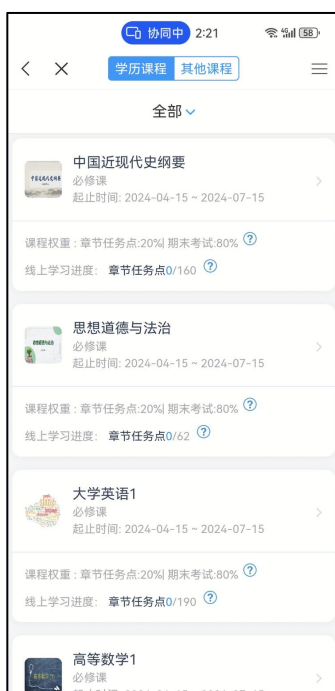 协同中 2:21 58
学历课程 其他课程
全部
中国近现代史纲要
必修课
起止时间: 2024-04-15 ~ 2024-07-15
课程权重 : 章节任务点:20%| 期末考试:80% ?
线上学习进度: 章节任务点0/160 ?
思想道德与法治
必修课
起止时间: 2024-04-15 ~ 2024-07-15
课程权重 : 章节任务点:20%| 期末考试:80% ?
线上学习进度: 章节任务点0/62 ?
大学英语1
必修课
起止时间: 2024-04-15 ~ 2024-07-15
课程权重 : 章节任务点:20%| 期末考试:80% ?
线上学习进度: 章节任务点0/190 ?
高等数学1
必修课